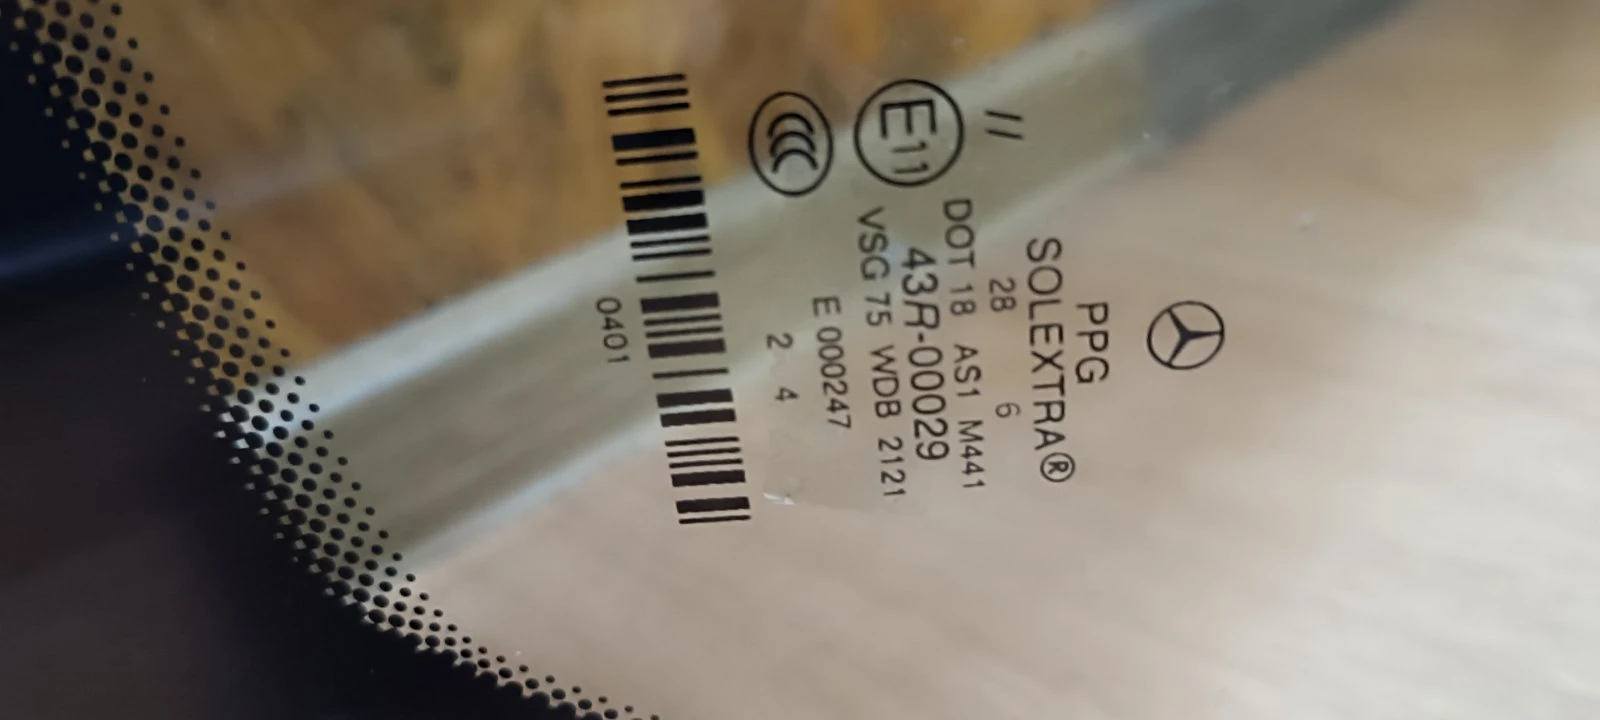 PPG
SOLEXTRA®
28 6
//
DOT 18 AS1 M441
E11 43R-00029
VSG 75 WDB 2121
E 000247
CCC
2 4
0401